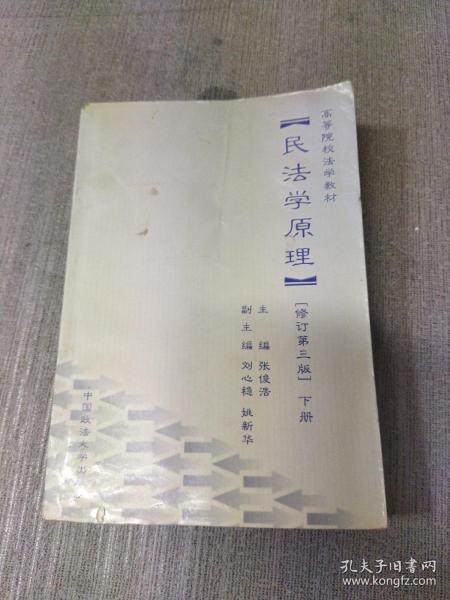 高等院校法学教材
【民法学原理】
［修订第三版］ 下册
主 编 张俊浩
副主编 刘心稳 姚新华
中国政法大学出
孔夫子旧书网
www.kongfz.com